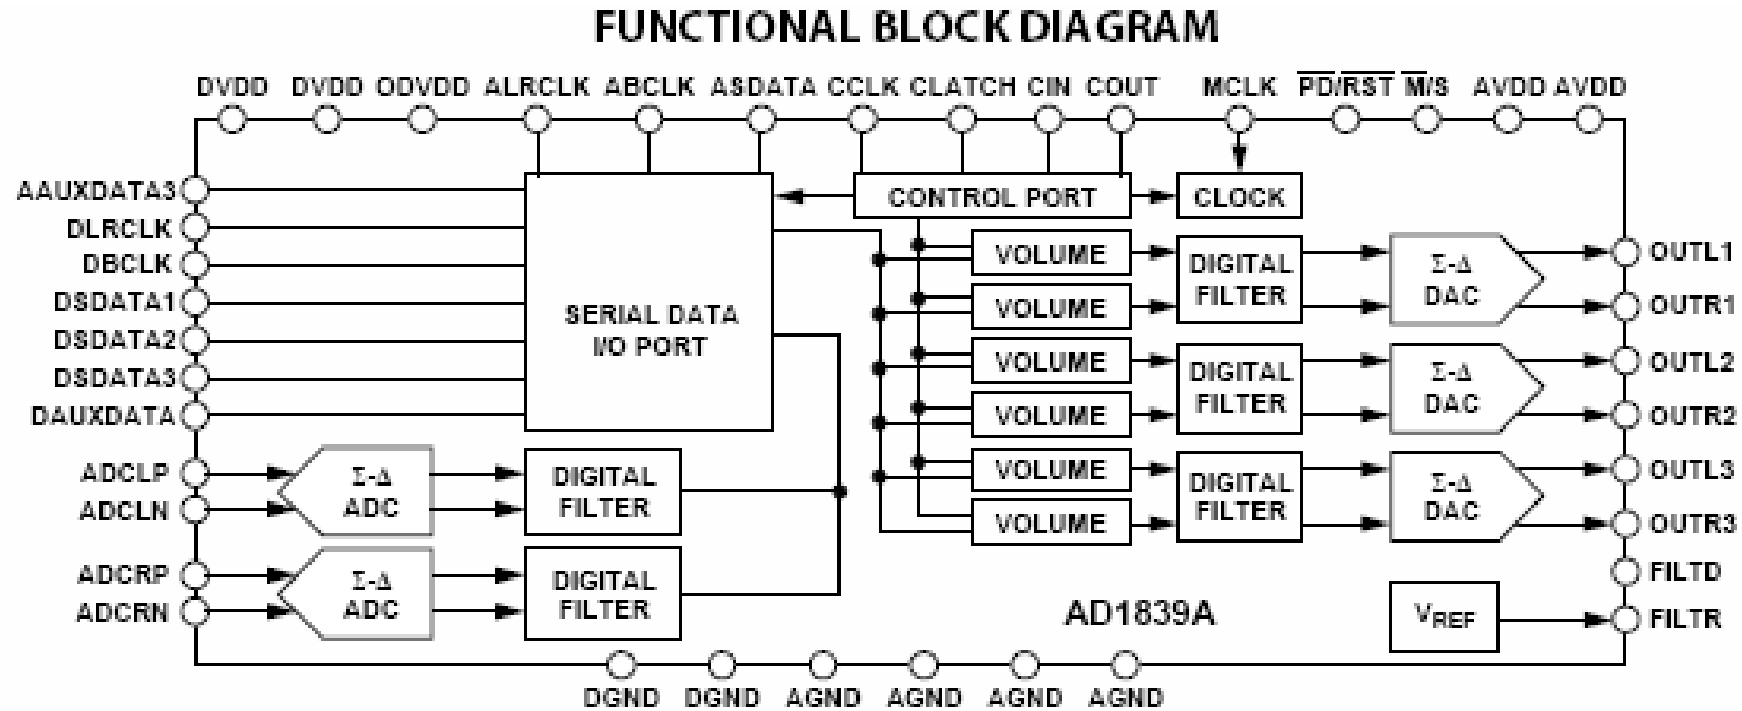 FUNCTIONAL BLOCK DIAGRAM
DVDD DVDD ODVDD ALRCLK ABCLK ASDATA CCLK CLATCH CIN COUT MCLK PD/RST M/S AVDD AVDD
AAUXDATA3
DLRCLK
DBCLK
DSDATA1
DSDATA2
DSDATA3
DAUXDATA
ADCLP
ADCLN
ADCRP
ADCRN
SERIAL DATA
I/O PORT
Σ-Δ
ADC
DIGITAL
FILTER
Σ-Δ
ADC
DIGITAL
FILTER
CONTROL PORT
CLOCK
VOLUME
VOLUME
VOLUME
VOLUME
VOLUME
VOLUME
DIGITAL
FILTER
DIGITAL
FILTER
DIGITAL
FILTER
Σ-Δ
DAC
Σ-Δ
DAC
Σ-Δ
DAC
OUTL1
OUTR1
OUTL2
OUTR2
OUTL3
OUTR3
FILTD
FILTR
VREF
AD1839A
DGND DGND AGND AGND AGND AGND